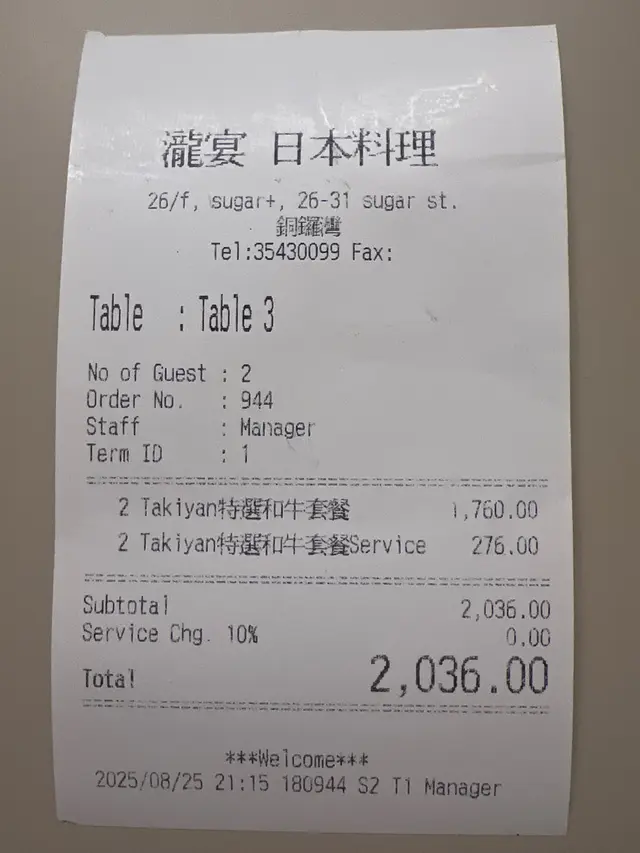 瀧宴 日本料理
26/f, sugar+, 26-31 sugar st.
銅鑼灣
Tel:35430099 Fax:
Table : Table 3
No of Guest : 2
Order No. : 944
Staff : Manager
Term ID : 1
2 Takiyan特選和牛套餐 1,760.00
2 Takiyan特選和牛套餐Service 276.00
Subtotal 2,036.00
Service Chg. 10% 0.00
Total 2,036.00
***Welcome***
2025/08/25 21:15 180944 S2 T1 Manager